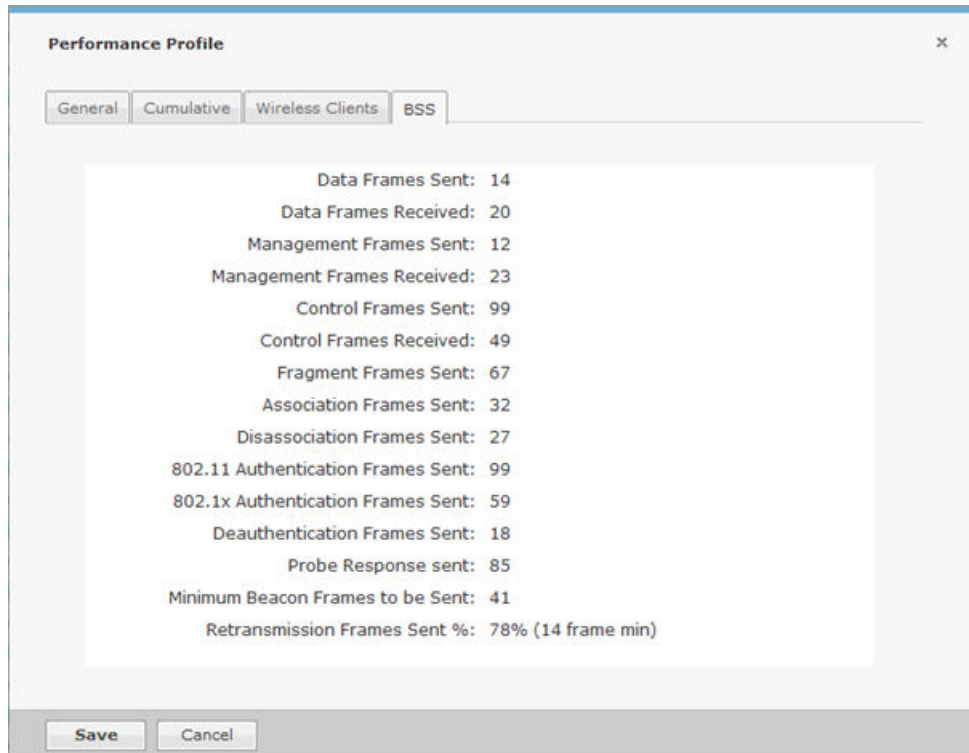 Performance Profile ×
General Cumulative Wireless Clients BSS
Data Frames Sent: 14
Data Frames Received: 20
Management Frames Sent: 12
Management Frames Received: 23
Control Frames Sent: 99
Control Frames Received: 49
Fragment Frames Sent: 67
Association Frames Sent: 32
Disassociation Frames Sent: 27
802.11 Authentication Frames Sent: 99
802.1x Authentication Frames Sent: 59
Deauthentication Frames Sent: 18
Probe Response sent: 85
Minimum Beacon Frames to be Sent: 41
Retransmission Frames Sent %: 78% (14 frame min)
Save Cancel